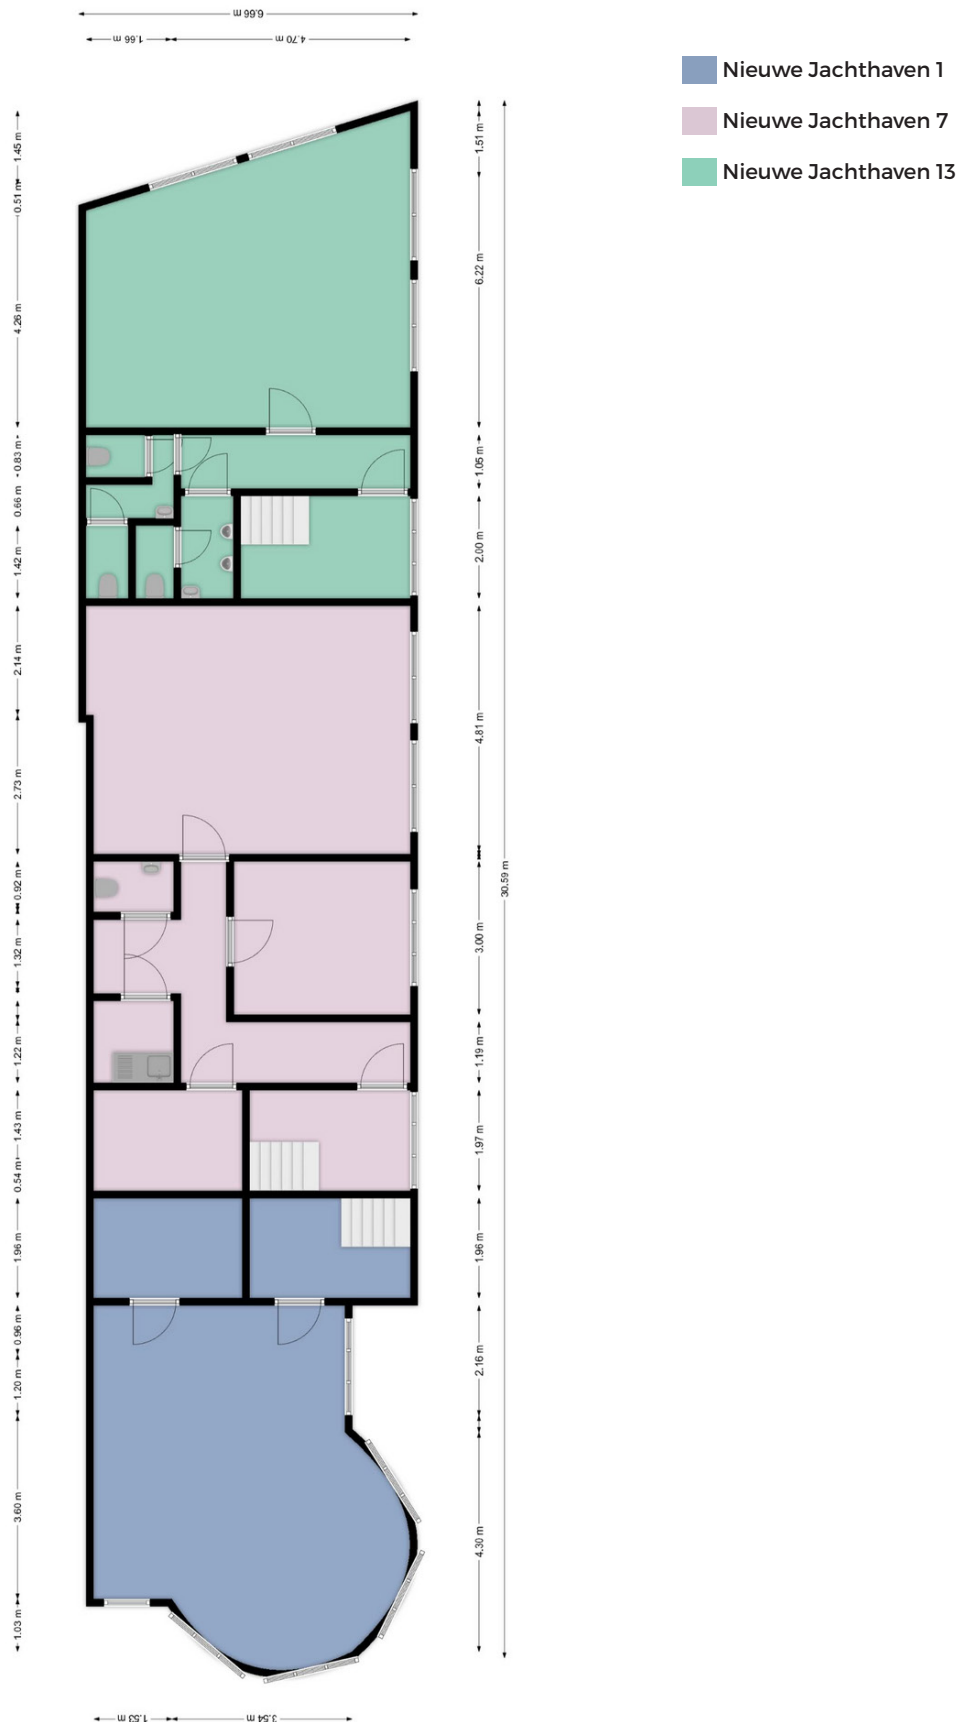 6.66 m
1.66 m
4.70 m
Nieuwe Jachthaven 1
Nieuwe Jachthaven 7
Nieuwe Jachthaven 13
1.45 m
0.51 m
4.26 m
0.83 m
0.66 m
1.42 m
2.14 m
2.73 m
0.92 m
1.32 m
1.22 m
1.43 m
0.54 m
1.96 m
0.96 m
1.20 m
3.60 m
1.03 m
1.51 m
6.22 m
1.05 m
2.00 m
4.81 m
3.00 m
1.19 m
1.97 m
1.96 m
2.16 m
4.30 m
30.59 m
1.53 m
3.54 m